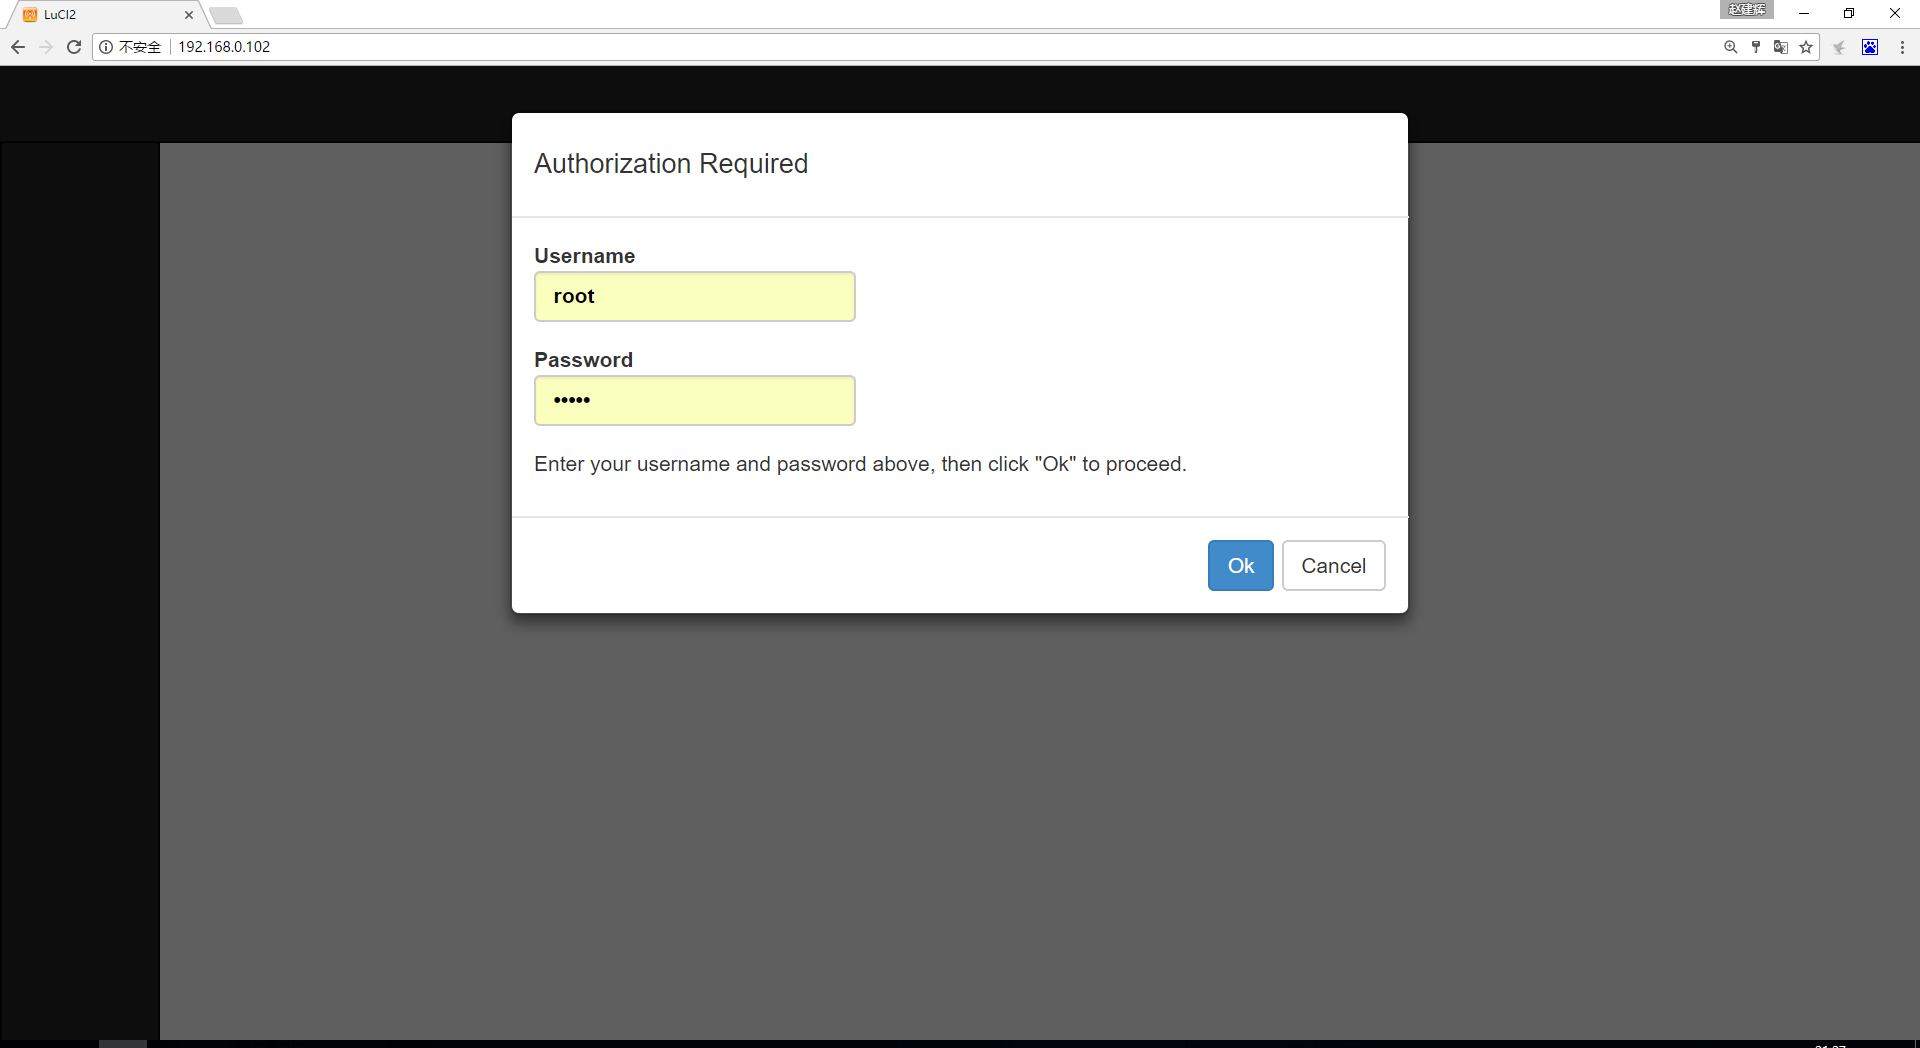 LuCI2
赵建辉
不安全 192.168.0.102
Authorization Required
Username
root
Password
•••••
Enter your username and password above, then click "Ok" to proceed.
Ok Cancel